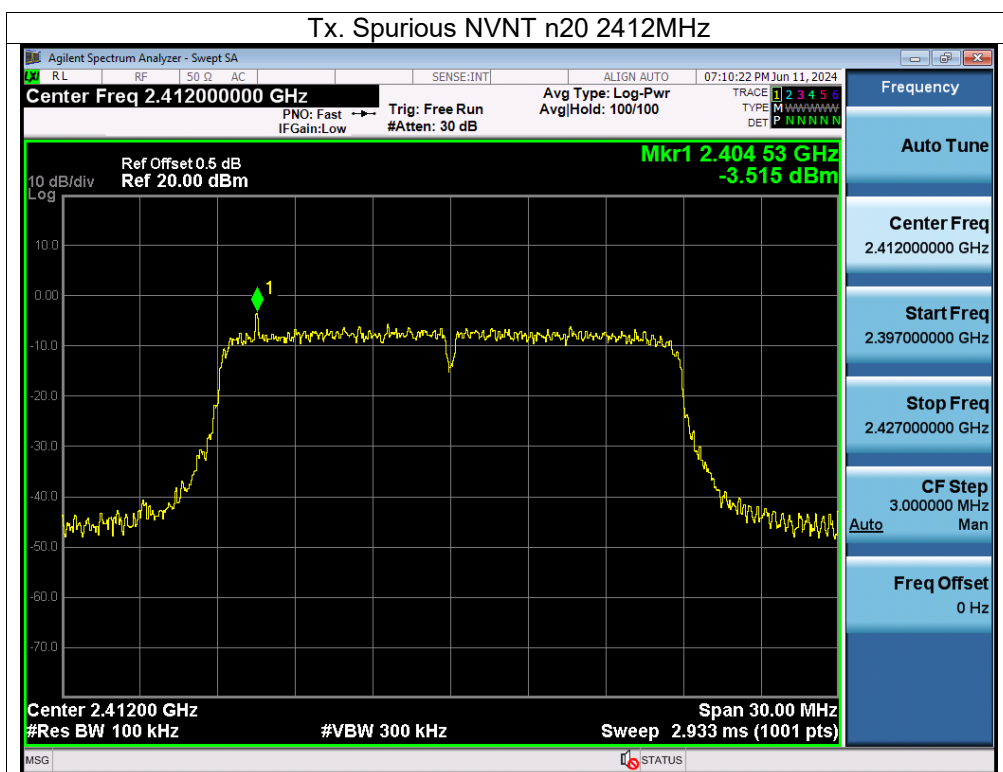 Tx. Spurious NVNT n20 2412MHz
Agilent Spectrum Analyzer - Swept SA
LXI RL RF 50 Ω AC SENSE:INT ALIGN AUTO 07:10:22 PM Jun 11, 2024
Center Freq 2.412000000 GHz
PNO: Fast
IFGain:Low
Trig: Free Run
#Atten: 30 dB
Avg Type: Log-Pwr
Avg|Hold: 100/100
TRACE 1 2 3 4 5 6
TYPE M WWWWW
DET P N N N N N
Mkr1 2.404 53 GHz
-3.515 dBm
Ref Offset 0.5 dB
10 dB/div Ref 20.00 dBm
Log
10.0
0.00
-10.0
-20.0
-30.0
-40.0
-50.0
-60.0
-70.0
1
Center 2.41200 GHz Span 30.00 MHz
#Res BW 100 kHz #VBW 300 kHz Sweep 2.933 ms (1001 pts)
MSG STATUS
Frequency
Auto Tune
Center Freq
2.412000000 GHz
Start Freq
2.397000000 GHz
Stop Freq
2.427000000 GHz
CF Step
3.000000 MHz
Auto Man
Freq Offset
0 Hz